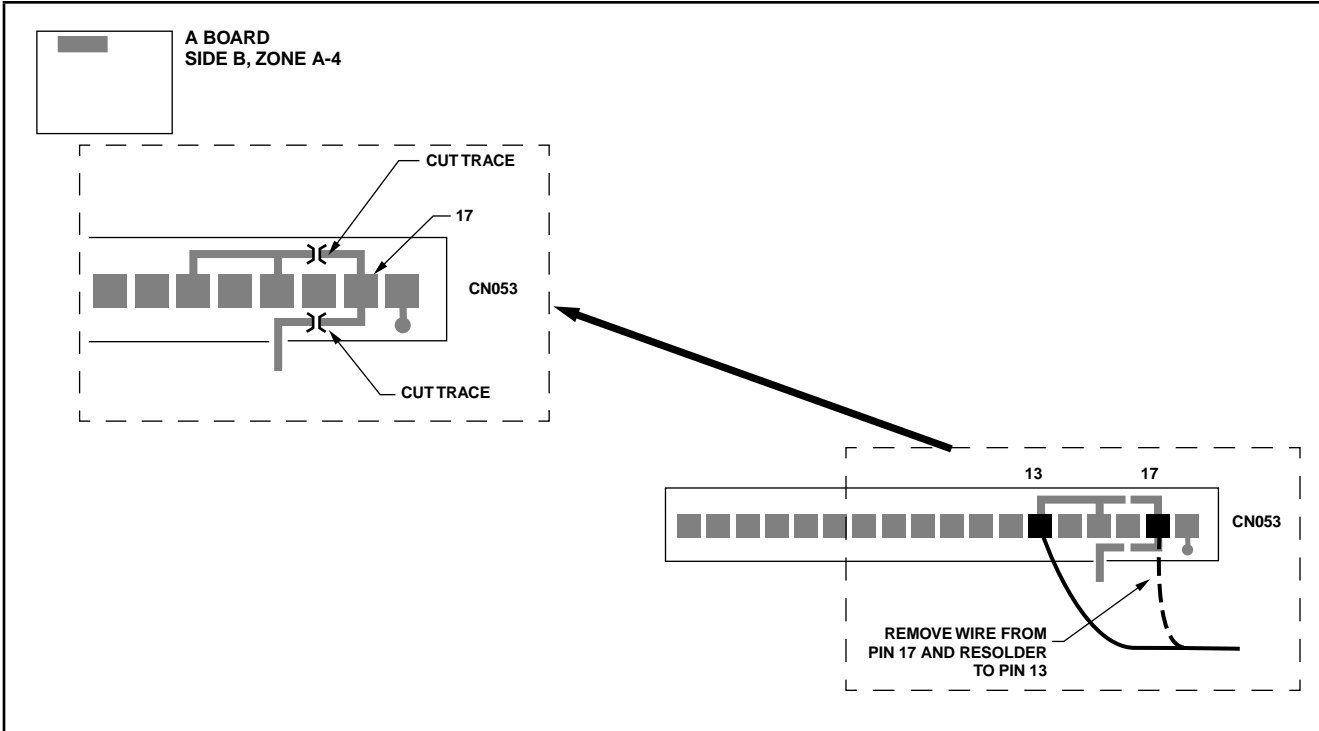 A BOARD
SIDE B, ZONE A-4
CUT TRACE
17
CN053
CUT TRACE
13
17
CN053
REMOVE WIRE FROM
PIN 17 AND RESOLDER
TO PIN 13